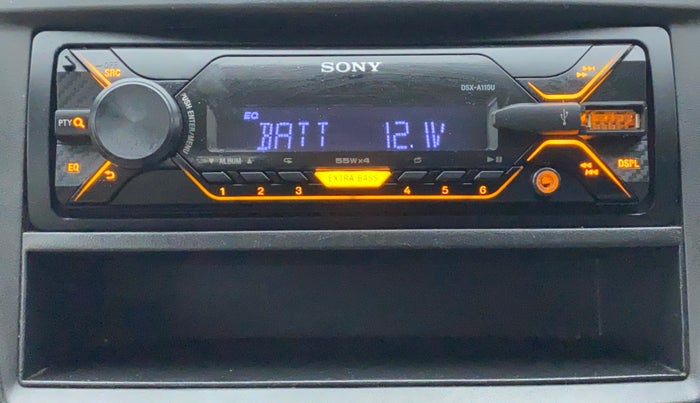 OFF
SRC
SONY
DSX-A110U
PUSH ENTER/MENU
PTY
EQ
BATT 12.1V
EQ
ALBUM
55W×4
DSPL
1 2 3 EXTRA BASS 4 5 6